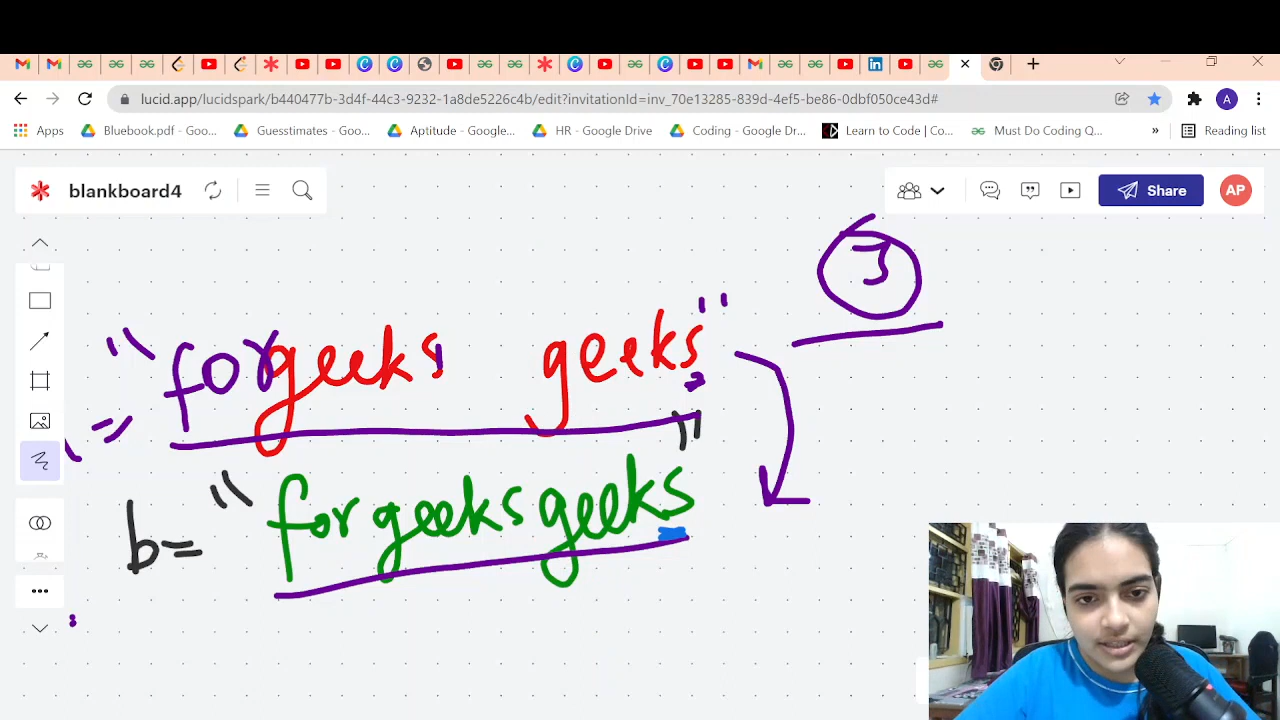 lucid.app/lucidspark/b440477b-3d4f-44c3-9232-1a8de5226c4b/edit?invitationId=inv_70e13285-839d-4ef5-be86-0dbf050ce43d#
A
Apps Bluebook.pdf - Goo... Guesstimates - Goo... Aptitude - Google... HR - Google Drive Coding - Google Dr... Learn to Code | Co... Must Do Coding Q... » Reading list
blankboard4 Share AP
3
= "forgeeks geeks"
b= "forgeeksgeeks"